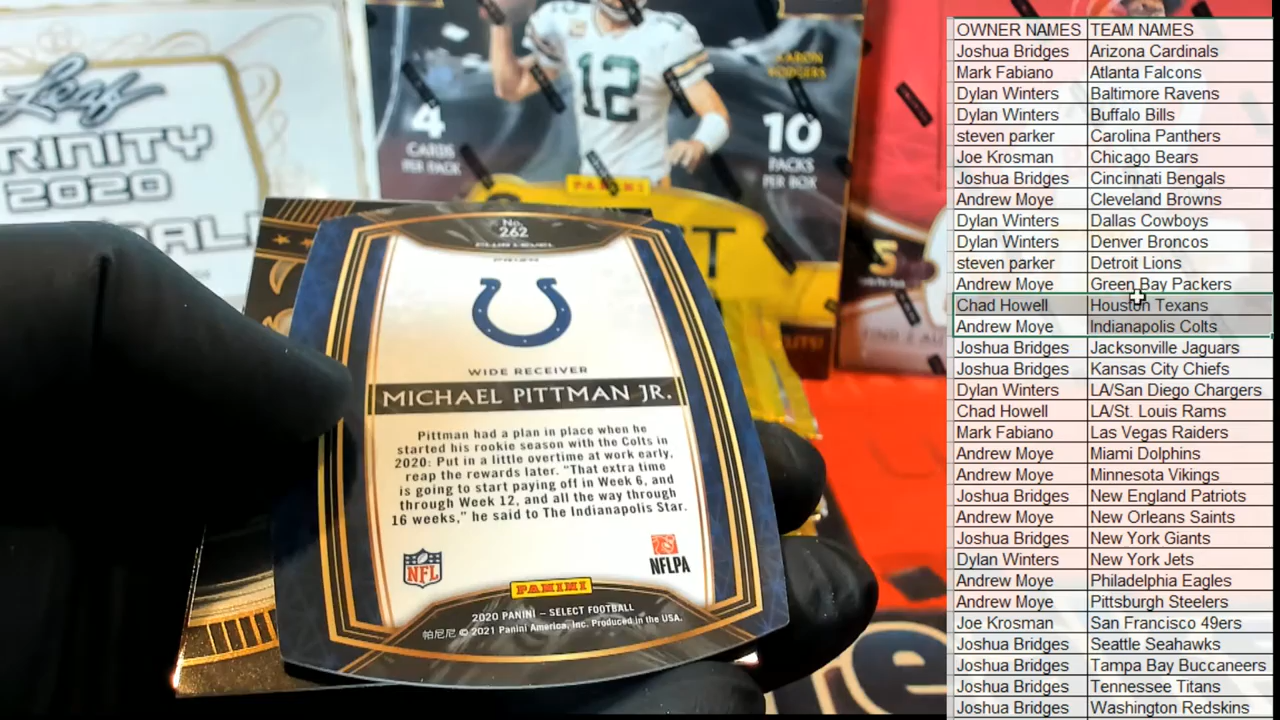 Leaf
TRINITY
2020
4
CARDS
PER PACK
12
AARON
RODGERS
10
PACKS
PER BOX
PANINI
5
No.
262
CLUB LEVEL
PRIZM
WIDE RECEIVER
MICHAEL PITTMAN JR.
Pittman had a plan in place when he
started his rookie season with the Colts in
2020: Put in a little overtime at work early,
reap the rewards later. "That extra time
is going to start paying off in Week 6, and
through Week 12, and all the way through
16 weeks," he said to The Indianapolis Star.
NFL
NFLPA
PANINI
2020 PANINI – SELECT FOOTBALL
帕尼尼 © 2021 Panini America, Inc. Produced in the USA.
OWNER NAMES TEAM NAMES
Joshua Bridges Arizona Cardinals
Mark Fabiano Atlanta Falcons
Dylan Winters Baltimore Ravens
Dylan Winters Buffalo Bills
steven parker Carolina Panthers
Joe Krosman Chicago Bears
Joshua Bridges Cincinnati Bengals
Andrew Moye Cleveland Browns
Dylan Winters Dallas Cowboys
Dylan Winters Denver Broncos
steven parker Detroit Lions
Andrew Moye Green Bay Packers
Chad Howell Houston Texans
Andrew Moye Indianapolis Colts
Joshua Bridges Jacksonville Jaguars
Joshua Bridges Kansas City Chiefs
Dylan Winters LA/San Diego Chargers
Chad Howell LA/St. Louis Rams
Mark Fabiano Las Vegas Raiders
Andrew Moye Miami Dolphins
Andrew Moye Minnesota Vikings
Joshua Bridges New England Patriots
Andrew Moye New Orleans Saints
Joshua Bridges New York Giants
Dylan Winters New York Jets
Andrew Moye Philadelphia Eagles
Andrew Moye Pittsburgh Steelers
Joe Krosman San Francisco 49ers
Joshua Bridges Seattle Seahawks
Joshua Bridges Tampa Bay Buccaneers
Joshua Bridges Tennessee Titans
Joshua Bridges Washington Redskins